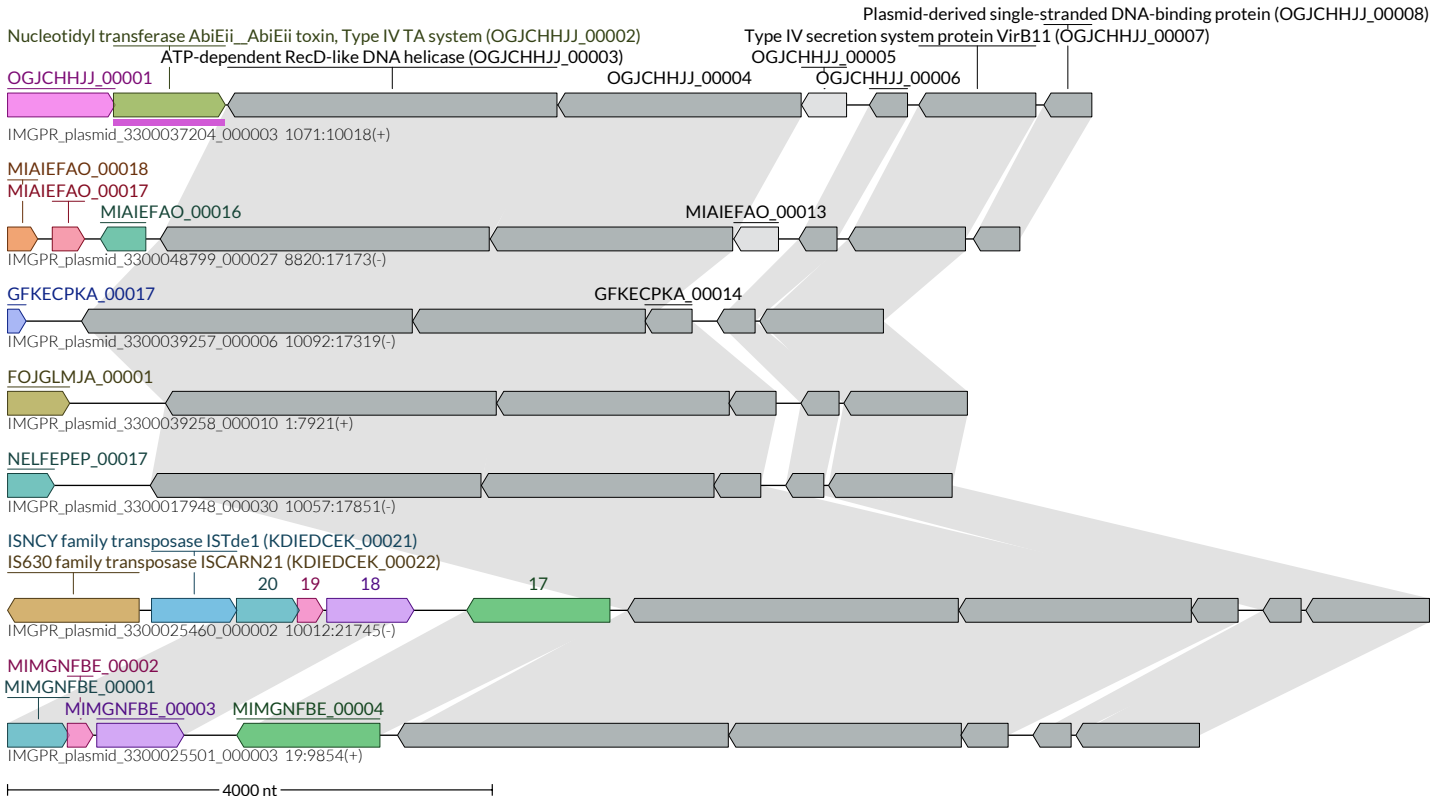 Plasmid-derived single-stranded DNA-binding protein (OGJCHHJJ_00008)
Nucleotidyl transferase AbiEii__AbiEii toxin, Type IV TA system (OGJCHHJJ_00002) Type IV secretion system protein VirB11 (OGJCHHJJ_00007)
ATP-dependent RecD-like DNA helicase (OGJCHHJJ_00003) OGJCHHJJ_00005
OGJCHHJJ_00001 OGJCHHJJ_00004 OGJCHHJJ_00006
IMGPR_plasmid_3300037204_000003 1071:10018(+)
MIAIEFAO_00018
MIAIEFAO_00017
MIAIEFAO_00016 MIAIEFAO_00013
IMGPR_plasmid_3300048799_000027 8820:17173(-)
GFKECPKA_00017 GFKECPKA_00014
IMGPR_plasmid_3300039257_000006 10092:17319(-)
FOJGLMJA_00001
IMGPR_plasmid_3300039258_000010 1:7921(+)
NELFEPEP_00017
IMGPR_plasmid_3300017948_000030 10057:17851(-)
ISNCY family transposase ISTde1 (KDIEDCEK_00021)
IS630 family transposase ISCARN21 (KDIEDCEK_00022)
20 19 18 17
IMGPR_plasmid_3300025460_000002 10012:21745(-)
MIMGNFBE_00002
MIMGNFBE_00001
MIMGNFBE_00003 MIMGNFBE_00004
IMGPR_plasmid_3300025501_000003 19:9854(+)
4000 nt